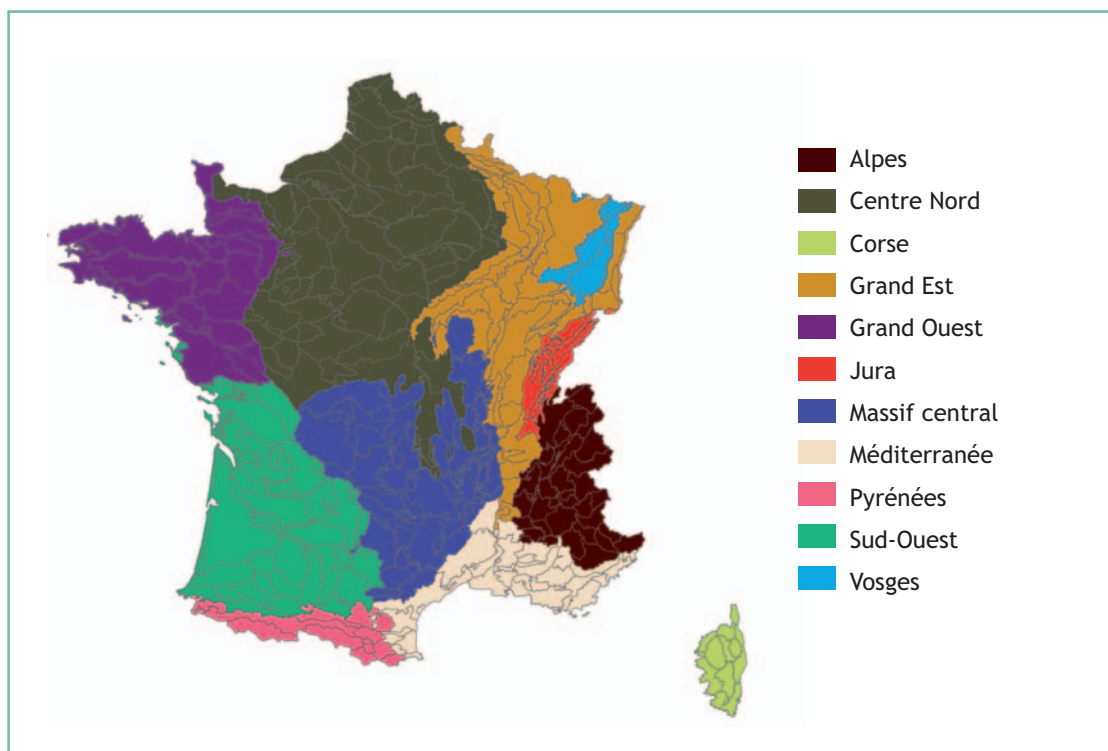 Alpes
Centre Nord
Corse
Grand Est
Grand Ouest
Jura
Massif central
Méditerranée
Pyrénées
Sud-Ouest
Vosges